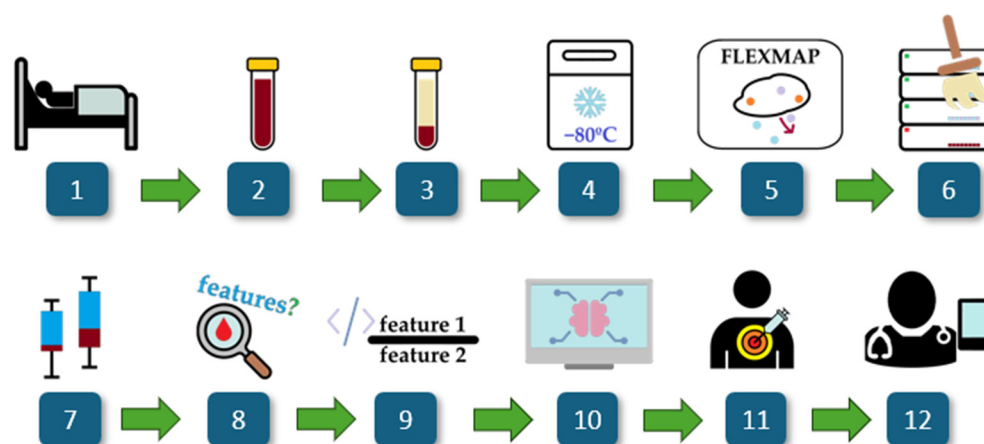 FLEXMAP
−80ºC
1
2
3
4
5
6
features?
</>
feature 1
feature 2
7
8
9
10
11
12